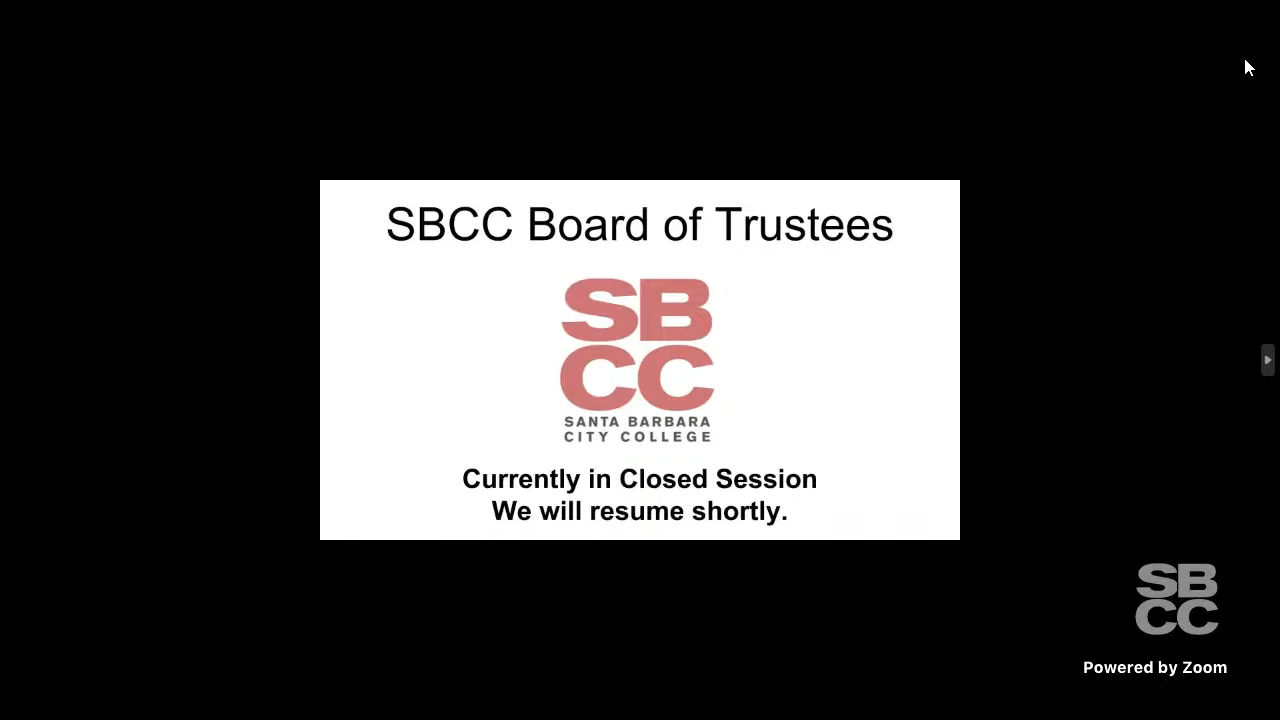 SBCC Board of Trustees
SB
CC
SANTA BARBARA
CITY COLLEGE
Currently in Closed Session
We will resume shortly.
SB
CC
Powered by Zoom